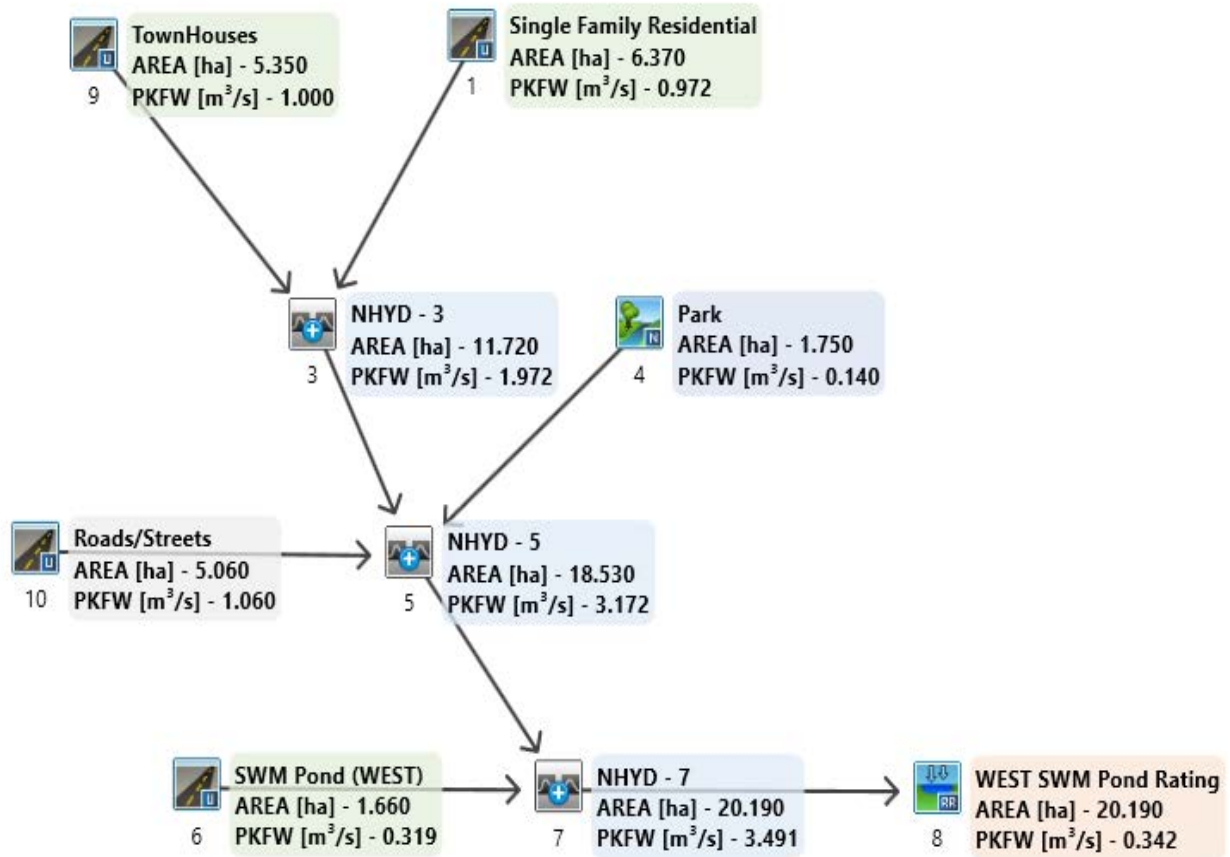 TownHouses
AREA [ha] - 5.350
PKFW [m³/s] - 1.000
U
9
Single Family Residential
AREA [ha] - 6.370
PKFW [m³/s] - 0.972
U
1
NHYD - 3
AREA [ha] - 11.720
PKFW [m³/s] - 1.972
3
Park
AREA [ha] - 1.750
PKFW [m³/s] - 0.140
N
4
Roads/Streets
AREA [ha] - 5.060
PKFW [m³/s] - 1.060
U
10
NHYD - 5
AREA [ha] - 18.530
PKFW [m³/s] - 3.172
5
SWM Pond (WEST)
AREA [ha] - 1.660
PKFW [m³/s] - 0.319
U
6
NHYD - 7
AREA [ha] - 20.190
PKFW [m³/s] - 3.491
7
WEST SWM Pond Rating
AREA [ha] - 20.190
PKFW [m³/s] - 0.342
RR
8